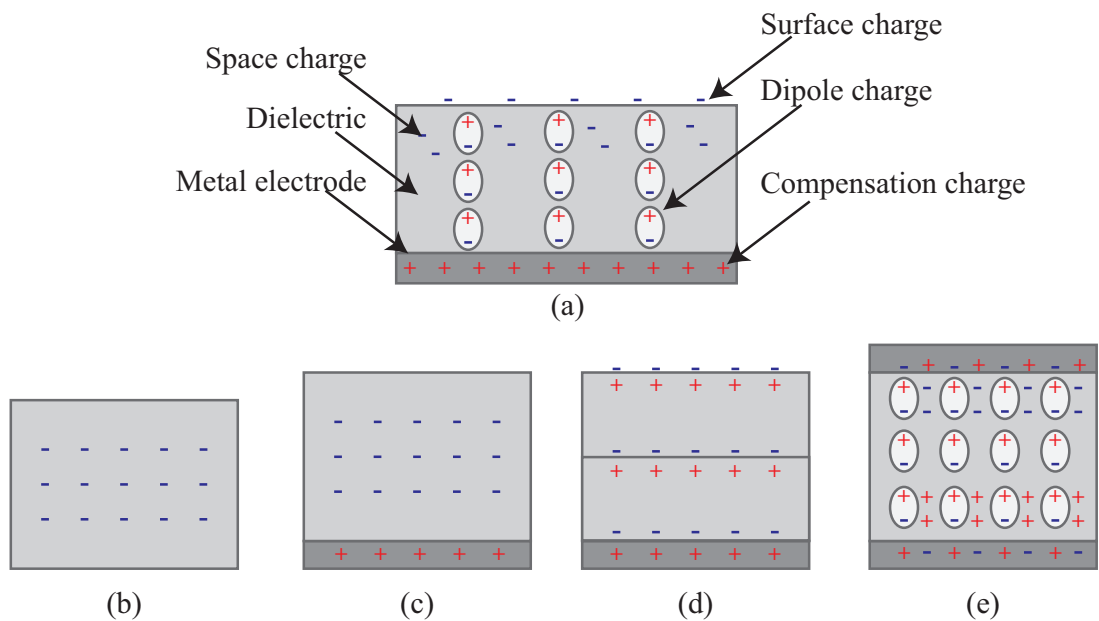 Surface charge
Space charge
Dipole charge
Dielectric
Metal electrode
Compensation charge
(a)
(b)
(c)
(d)
(e)